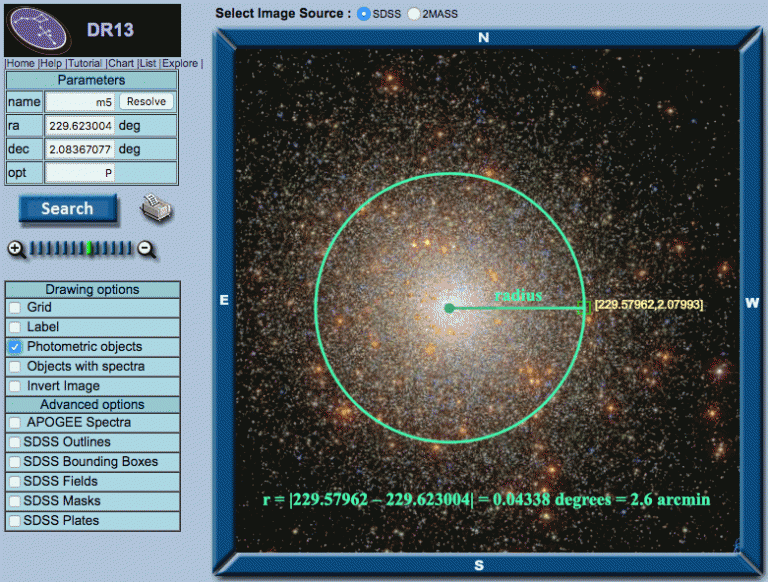 DR13
|Home |Help |Tutorial |Chart |List |Explore |
Parameters
name m5 Resolve
ra 229.623004 deg
dec 2.08367077 deg
opt P
Search
Drawing options
Grid
Label
Photometric objects
Objects with spectra
Invert Image
Advanced options
APOGEE Spectra
SDSS Outlines
SDSS Bounding Boxes
SDSS Fields
SDSS Masks
SDSS Plates
Select Image Source : SDSS 2MASS
N
E
W
radius
[229.57962,2.07993]
r = |229.57962 – 229.623004| = 0.04338 degrees = 2.6 arcmin
S